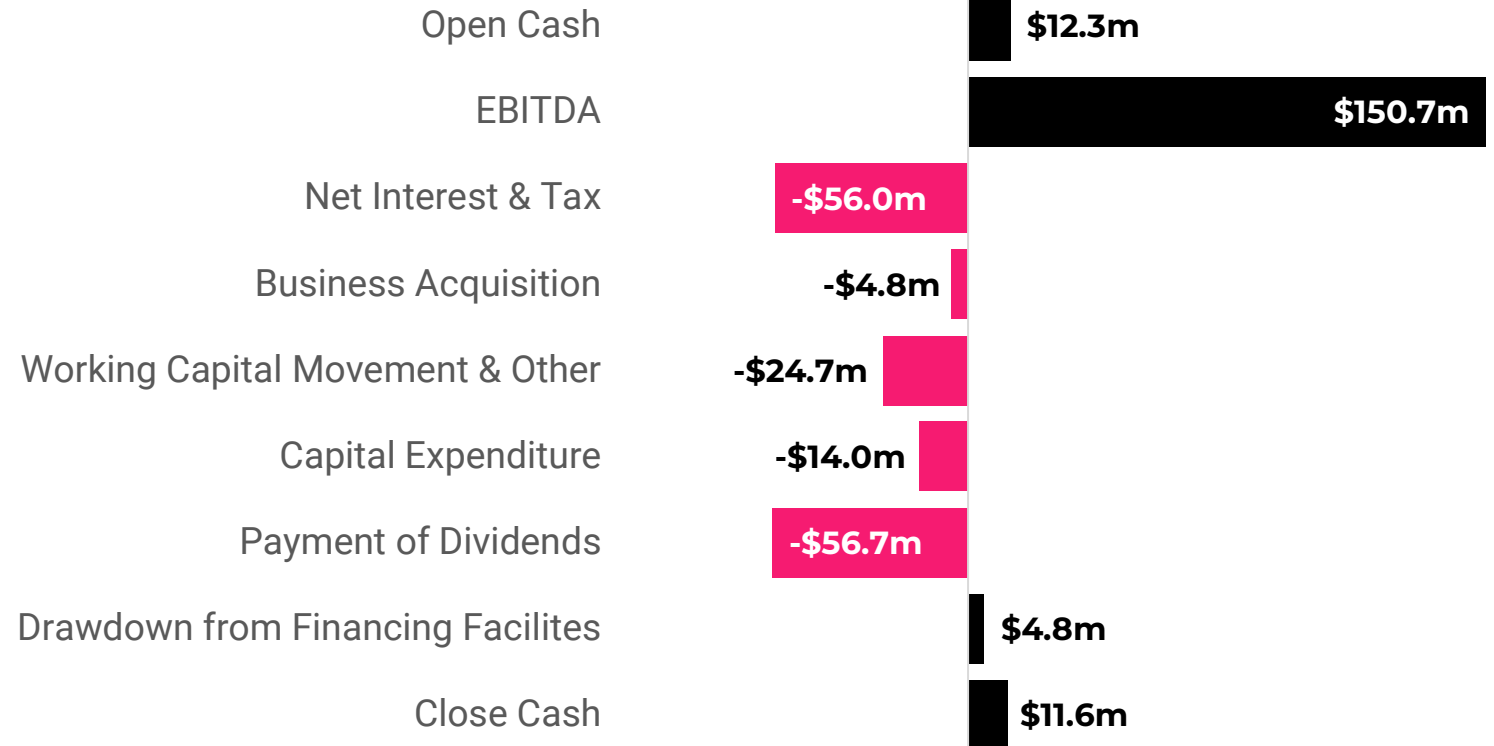 Open Cash $12.3m
EBITDA $150.7m
Net Interest & Tax -$56.0m
Business Acquisition -$4.8m
Working Capital Movement & Other -$24.7m
Capital Expenditure -$14.0m
Payment of Dividends -$56.7m
Drawdown from Financing Facilites $4.8m
Close Cash $11.6m